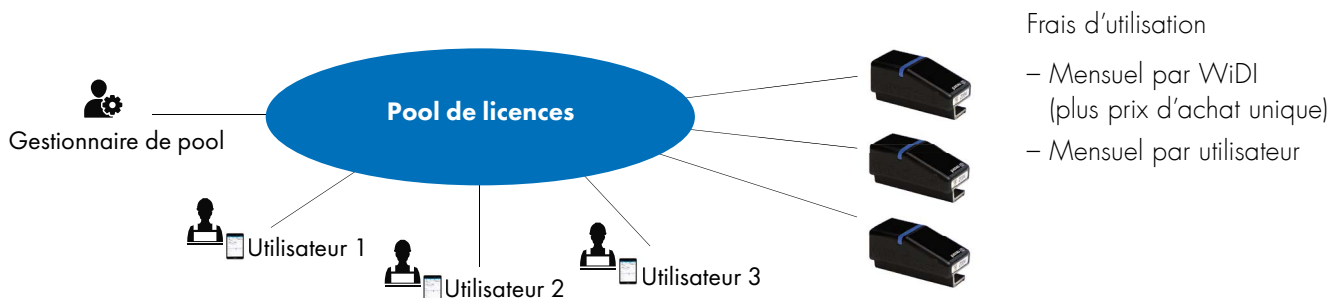 Frais d’utilisation
Pool de licences
– Mensuel par WiDI
(plus prix d’achat unique)
– Mensuel par utilisateur
Gestionnaire de pool
Utilisateur 1
Utilisateur 2
Utilisateur 3